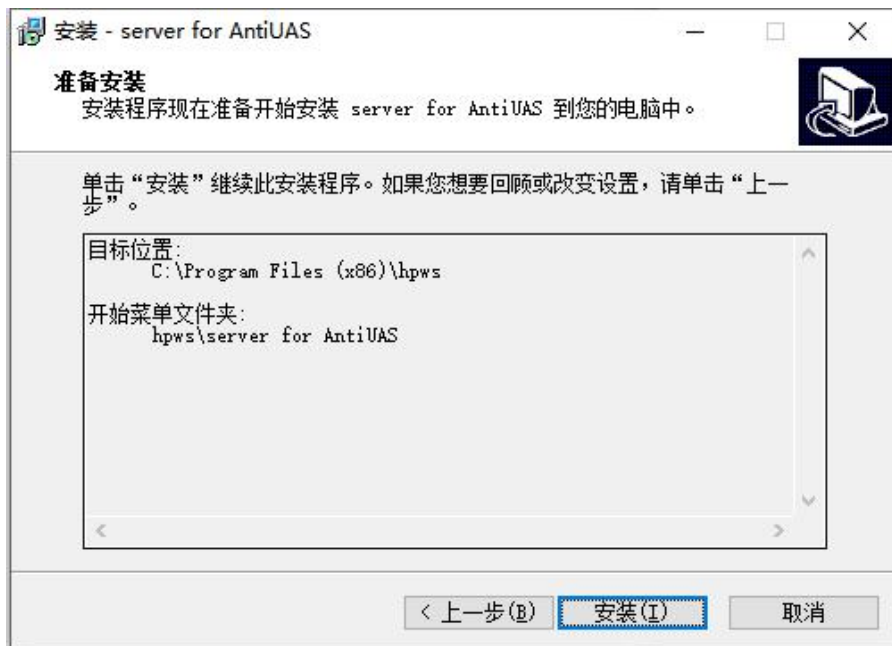 安装 - server for AntiUAS
准备安装
安装程序现在准备开始安装 server for AntiUAS 到您的电脑中。
单击“安装”继续此安装程序。如果您想要回顾或改变设置，请单击“上一
步”。
目标位置:
C:\Program Files (x86)\hpws
开始菜单文件夹:
hpws\server for AntiUAS
< 上一步(B)
安装(I)
取消